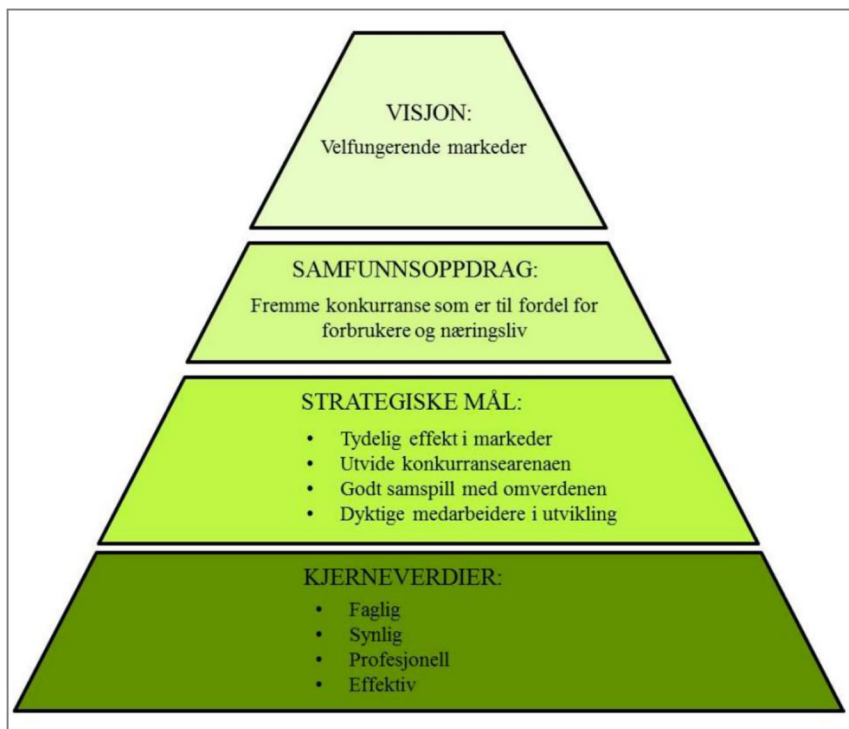 VISJON:
Velfungerende markeder
SAMFUNNSOPPDRAG:
Fremme konkurranse som er til fordel for
forbrukere og næringsliv
STRATEGISKE MÅL:
• Tydelig effekt i markeder
• Utvide konkurransearenaen
• Godt samspill med omverdenen
• Dyktige medarbeidere i utvikling
KJERNEVERDIER:
• Faglig
• Synlig
• Profesjonell
• Effektiv